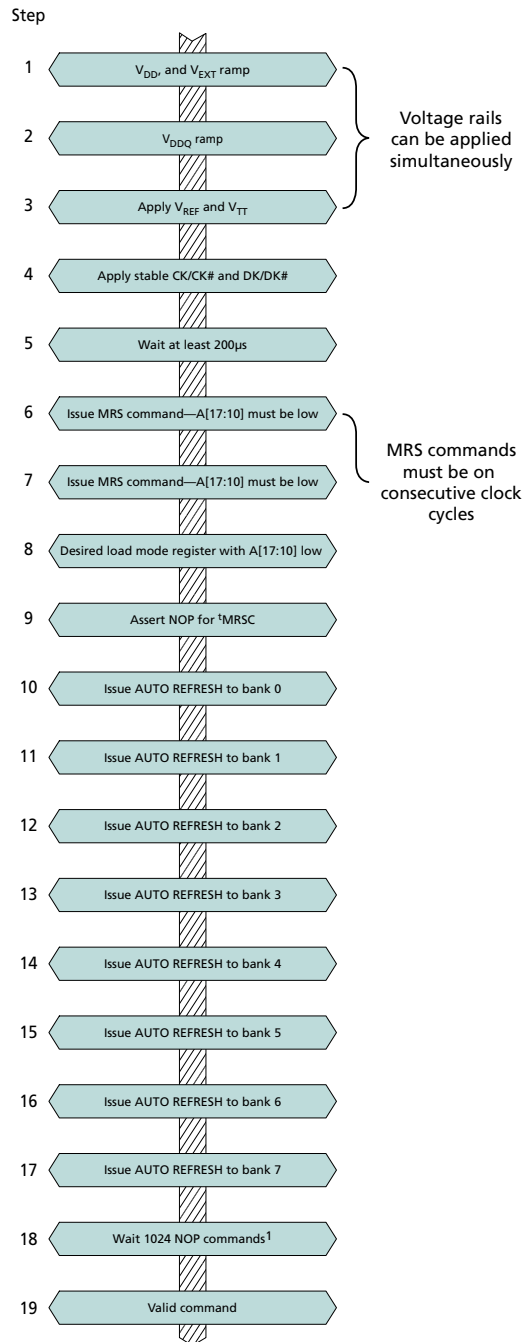 Step
1 V_DD, and V_EXT ramp
2 V_DDQ ramp
3 Apply V_REF and V_TT
Voltage rails
can be applied
simultaneously
4 Apply stable CK/CK# and DK/DK#
5 Wait at least 200µs
6 Issue MRS command—A[17:10] must be low
7 Issue MRS command—A[17:10] must be low
MRS commands
must be on
consecutive clock
cycles
8 Desired load mode register with A[17:10] low
9 Assert NOP for ᵗMRSC
10 Issue AUTO REFRESH to bank 0
11 Issue AUTO REFRESH to bank 1
12 Issue AUTO REFRESH to bank 2
13 Issue AUTO REFRESH to bank 3
14 Issue AUTO REFRESH to bank 4
15 Issue AUTO REFRESH to bank 5
16 Issue AUTO REFRESH to bank 6
17 Issue AUTO REFRESH to bank 7
18 Wait 1024 NOP commands¹
19 Valid command